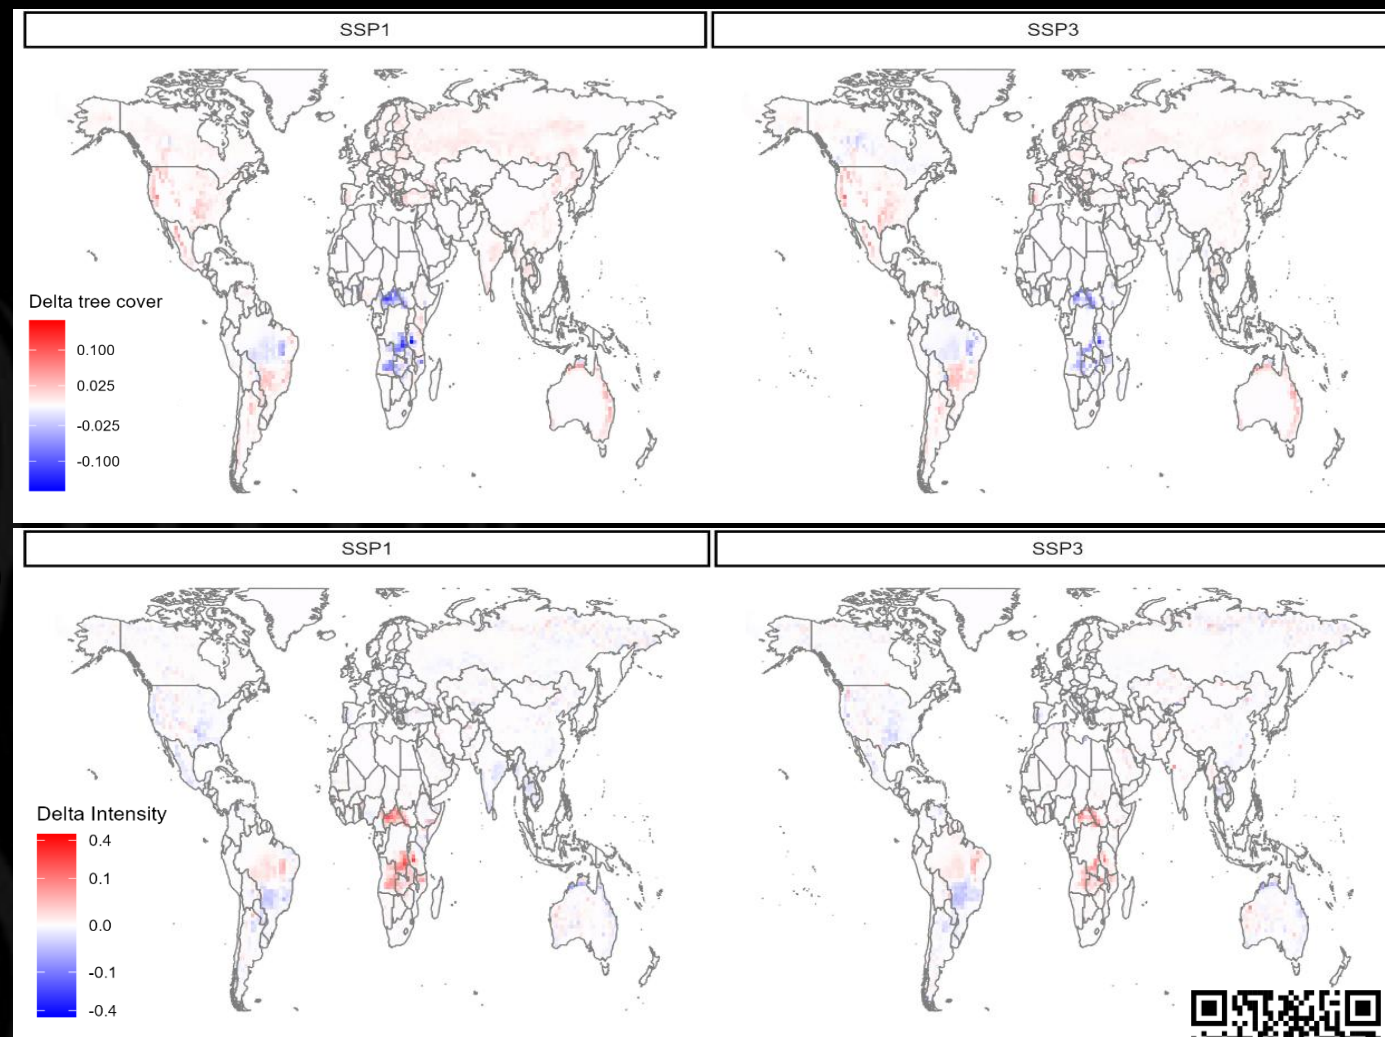 SSP1
SSP3
Delta tree cover
0.100
0.025
-0.025
-0.100
SSP1
SSP3
Delta Intensity
0.4
0.1
0.0
-0.1
-0.4